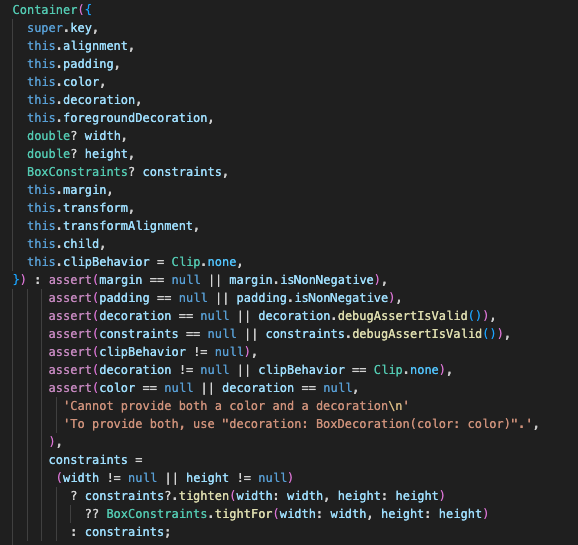 Container({
  super.key,
  this.alignment,
  this.padding,
  this.color,
  this.decoration,
  this.foregroundDecoration,
  double? width,
  double? height,
  BoxConstraints? constraints,
  this.margin,
  this.transform,
  this.transformAlignment,
  this.child,
  this.clipBehavior = Clip.none,
}) : assert(margin == null || margin.isNonNegative),
     assert(padding == null || padding.isNonNegative),
     assert(decoration == null || decoration.debugAssertIsValid()),
     assert(constraints == null || constraints.debugAssertIsValid()),
     assert(clipBehavior != null),
     assert(decoration != null || clipBehavior == Clip.none),
     assert(color == null || decoration == null,
       'Cannot provide both a color and a decoration\n'
       'To provide both, use "decoration: BoxDecoration(color: color)".',
     ),
     constraints =
      (width != null || height != null)
        ? constraints?.tighten(width: width, height: height)
          ?? BoxConstraints.tightFor(width: width, height: height)
        : constraints;